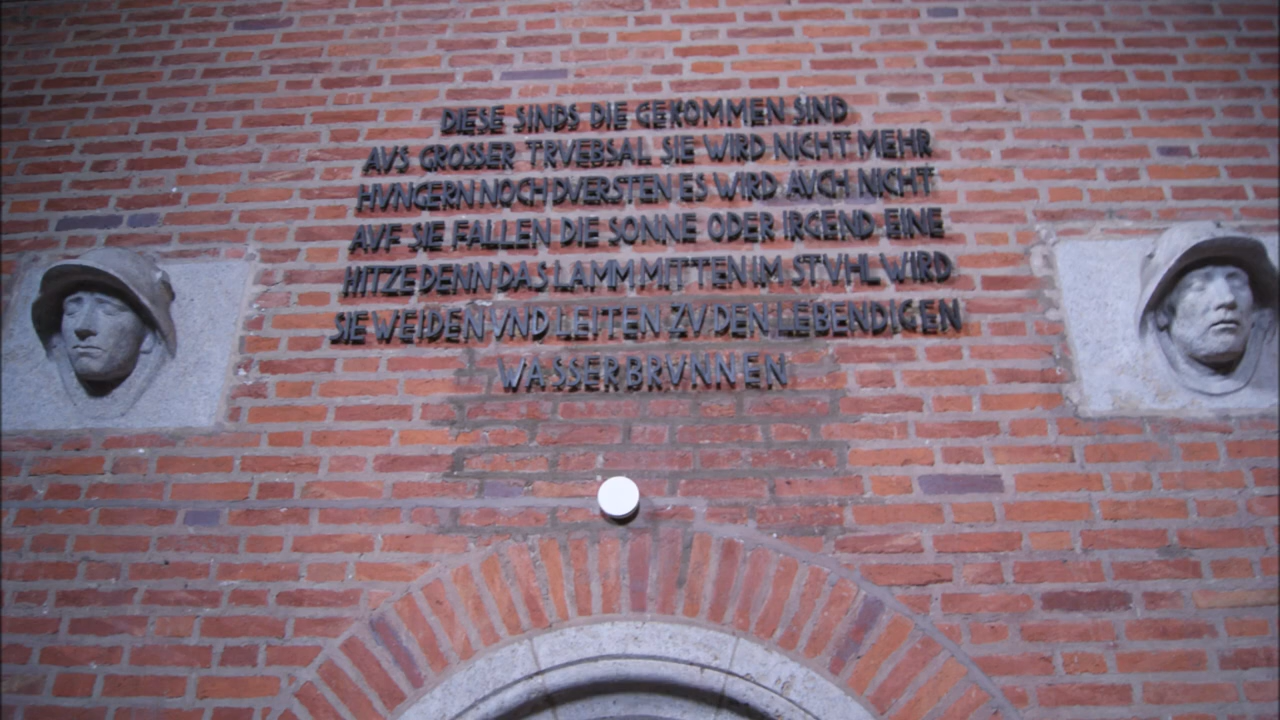 DIESE SINDS DIE GEKOMMEN SIND
AVS GROSSER TRVEBSAL SIE WIRD NICHT MEHR
HVNGERN NOCH DVERSTEN ES WIRD AVCH NICHT
AVF SIE FALLEN DIE SONNE ODER IRGEND EINE
HITZE DENN DAS LAMM MITTEN IM STVHL WIRD
SIE WEIDEN VND LEITEN ZV DEN LEBENDIGEN
WASSERBRVNNEN